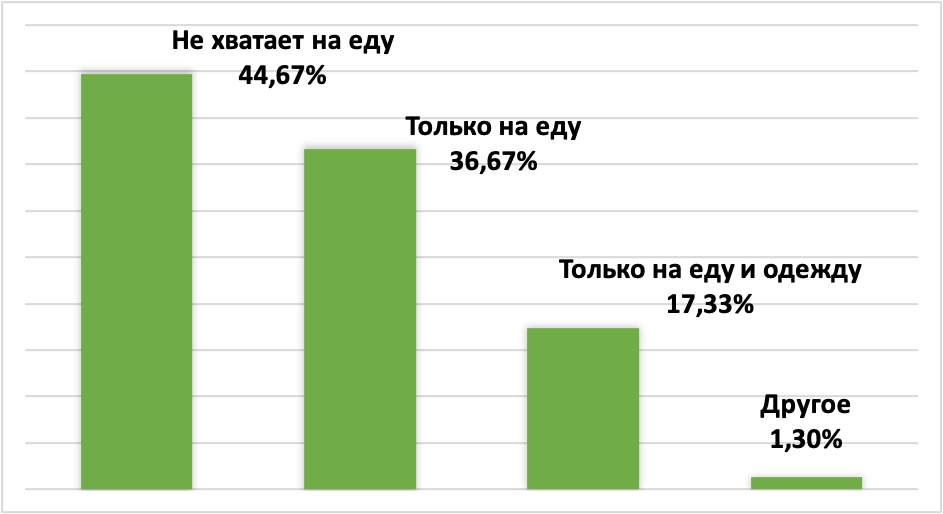 Не хватает на еду
44,67%
Только на еду
36,67%
Только на еду и одежду
17,33%
Другое
1,30%